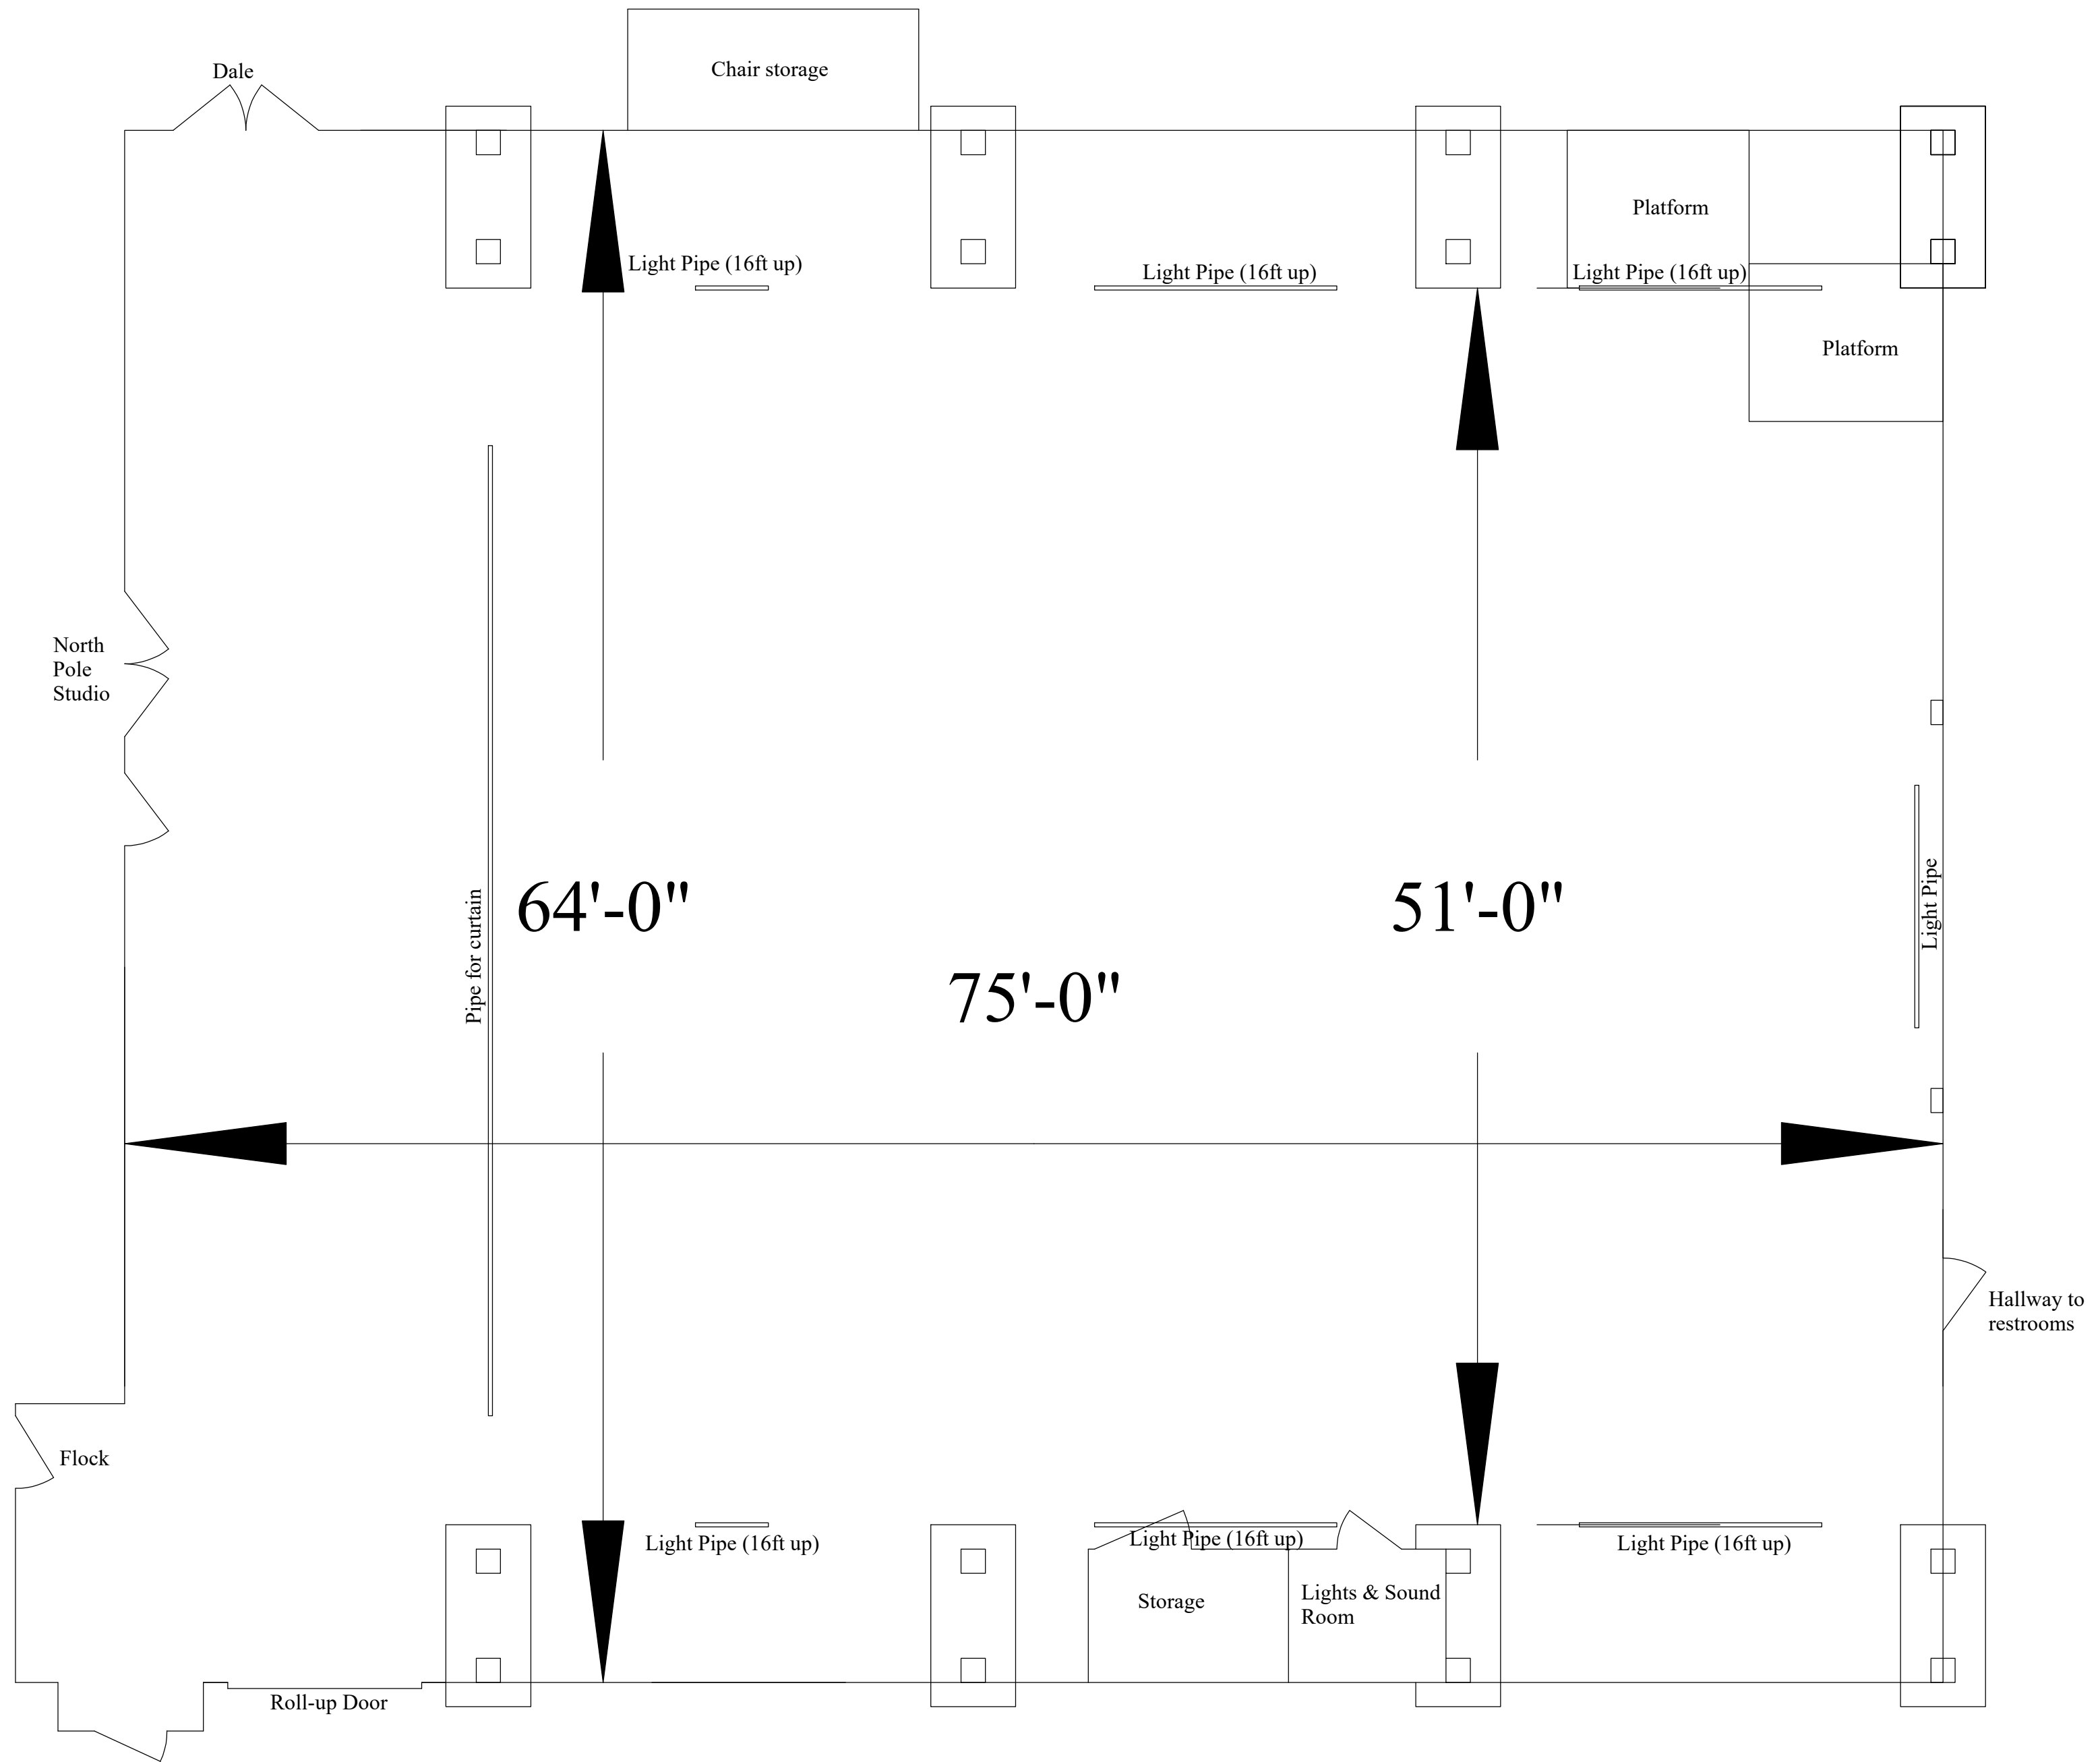 Dale
Chair storage
Platform
Light Pipe (16ft up)
Light Pipe (16ft up)
Light Pipe (16ft up)
Platform
North
Pole
Studio
Pipe for curtain
64'-0"
51'-0"
Light Pipe
75'-0"
Hallway to
restrooms
Flock
Light Pipe (16ft up)
Light Pipe (16ft up)
Light Pipe (16ft up)
Storage
Lights & Sound
Room
Roll-up Door